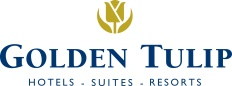 GOLDEN TULIP
HOTELS - SUITES - RESORTS